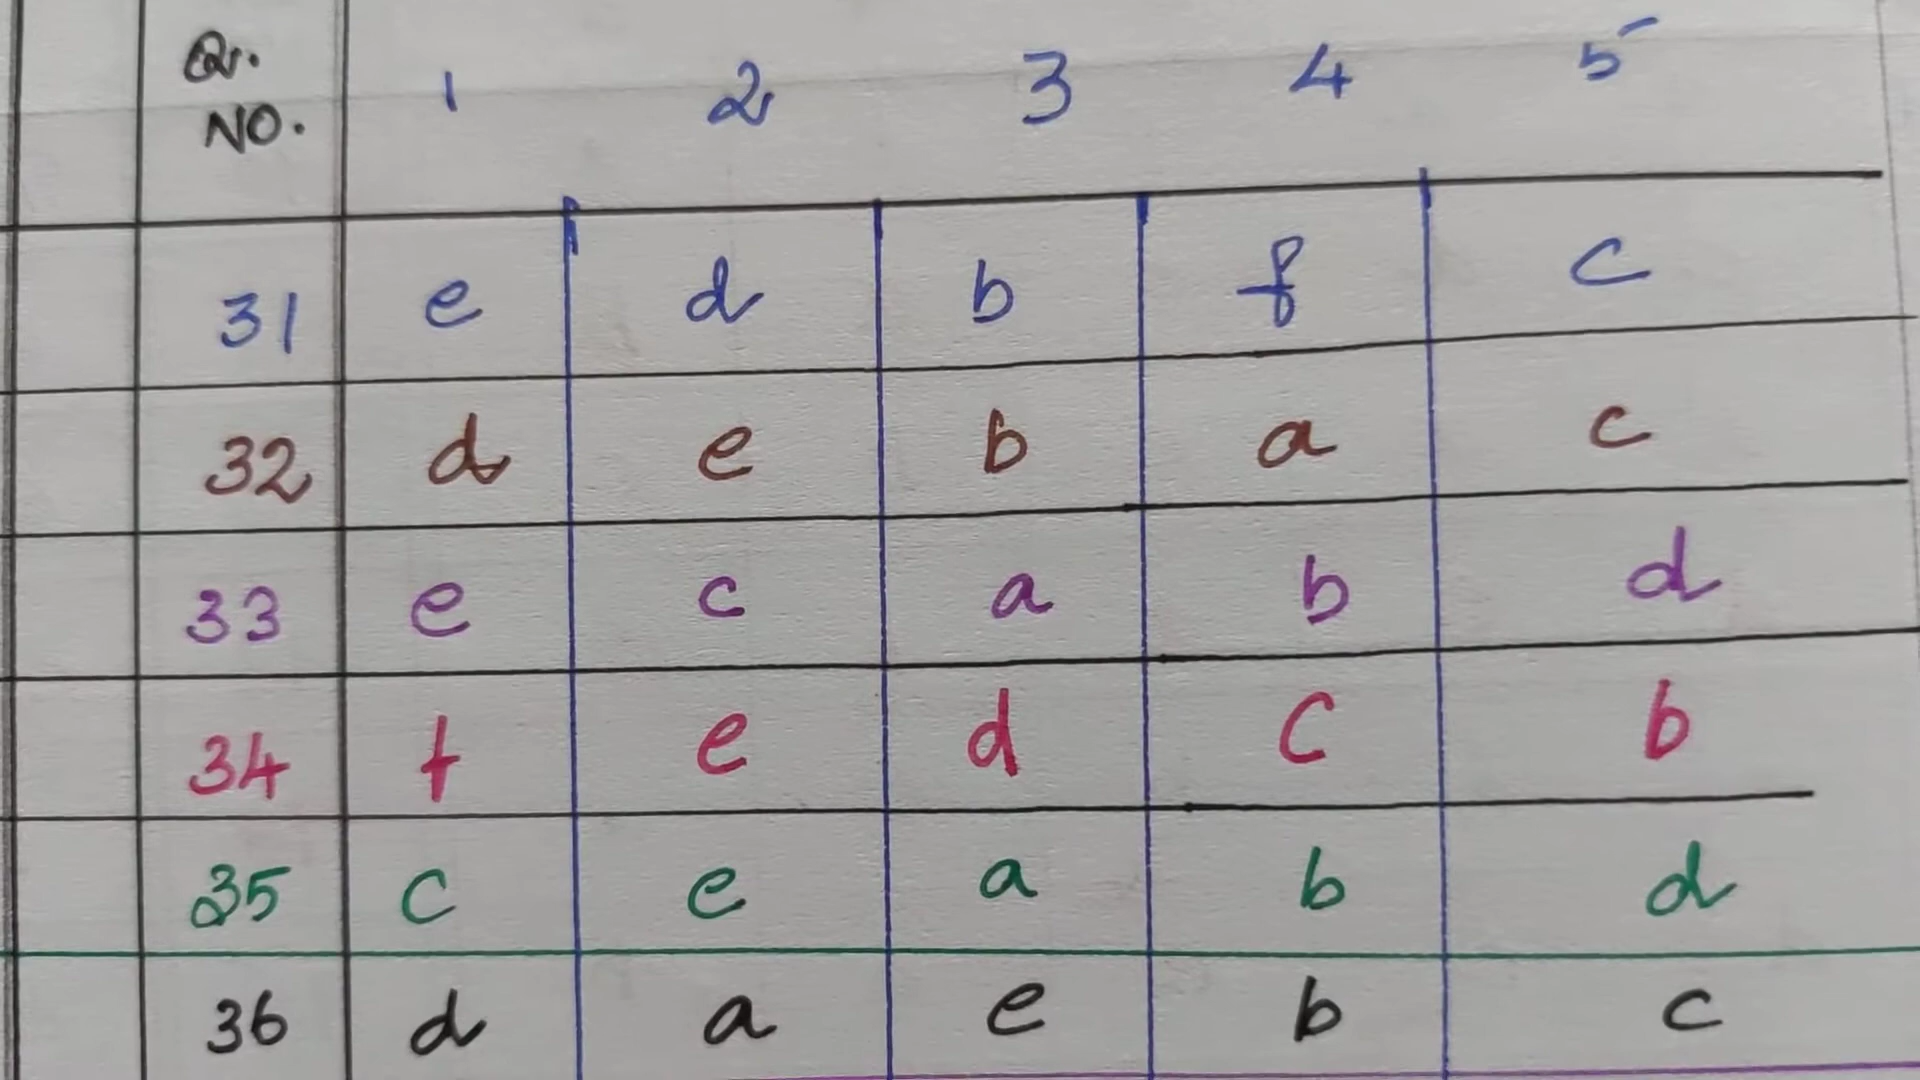 Qr. NO. 1 2 3 4 5
31 e d b f c
32 d e b a c
33 e c a b d
34 f e d c b
35 c e a b d
36 d a e b c